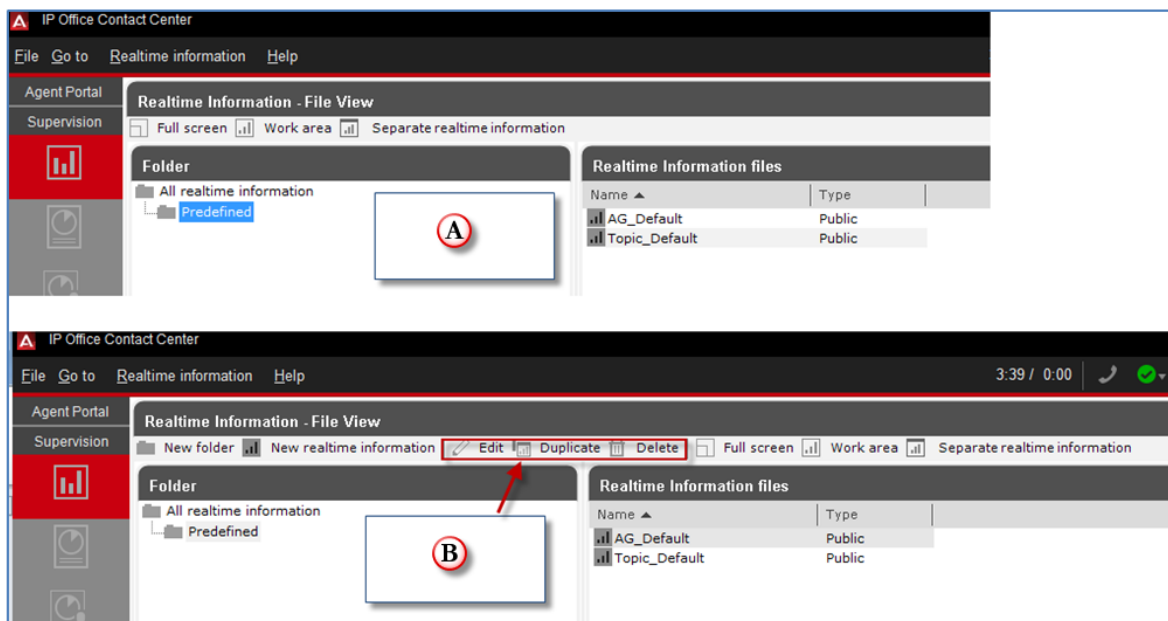 IP Office Contact Center
File Go to Realtime information Help
Agent Portal
Supervision
Realtime Information - File View
Full screen Work area Separate realtime information
Folder
All realtime information
Predefined
A
Realtime Information files
Name Type
AG_Default Public
Topic_Default Public
IP Office Contact Center
File Go to Realtime information Help 3:39 / 0:00
Agent Portal
Supervision
Realtime Information - File View
New folder New realtime information Edit Duplicate Delete Full screen Work area Separate realtime information
Folder
All realtime information
Predefined
B
Realtime Information files
Name Type
AG_Default Public
Topic_Default Public